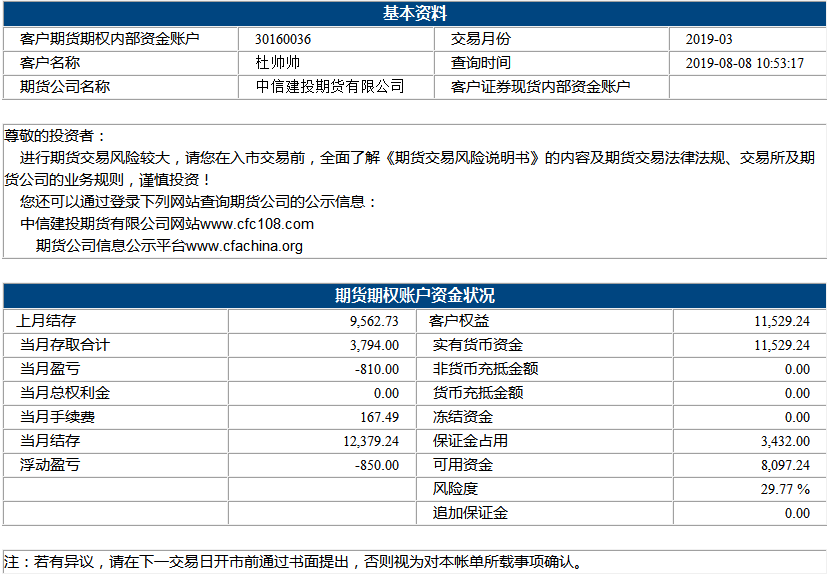 基本资料
客户期货期权内部资金账户 30160036 交易月份 2019-03
客户名称 杜帅帅 查询时间 2019-08-08 10:53:17
期货公司名称 中信建投期货有限公司 客户证券现货内部资金账户
尊敬的投资者：
进行期货交易风险较大，请您在入市交易前，全面了解《期货交易风险说明书》的内容及期货交易法律法规、交易所及期
货公司的业务规则，谨慎投资！
您还可以通过登录下列网站查询期货公司的公示信息：
中信建投期货有限公司网站www.cfc108.com
期货公司信息公示平台www.cfachina.org
期货期权账户资金状况
上月结存 9,562.73 客户权益 11,529.24
当月存取合计 3,794.00 实有货币资金 11,529.24
当月盈亏 -810.00 非货币充抵金额 0.00
当月总权利金 0.00 货币充抵金额 0.00
当月手续费 167.49 冻结资金 0.00
当月结存 12,379.24 保证金占用 3,432.00
浮动盈亏 -850.00 可用资金 8,097.24
风险度 29.77 %
追加保证金 0.00
注：若有异议，请在下一交易日开市前通过书面提出，否则视为对本帐单所载事项确认。